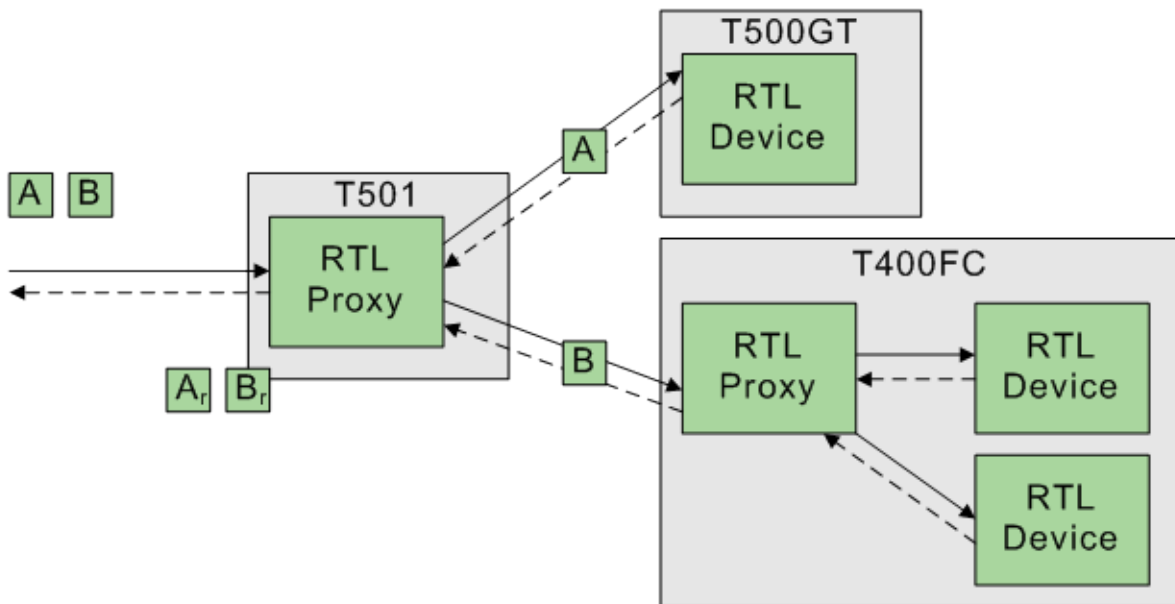 T500GT
RTL
Device
A
A B
T501
RTL
Proxy
T400FC
B
RTL
Proxy
RTL
Device
Ar Br
RTL
Device